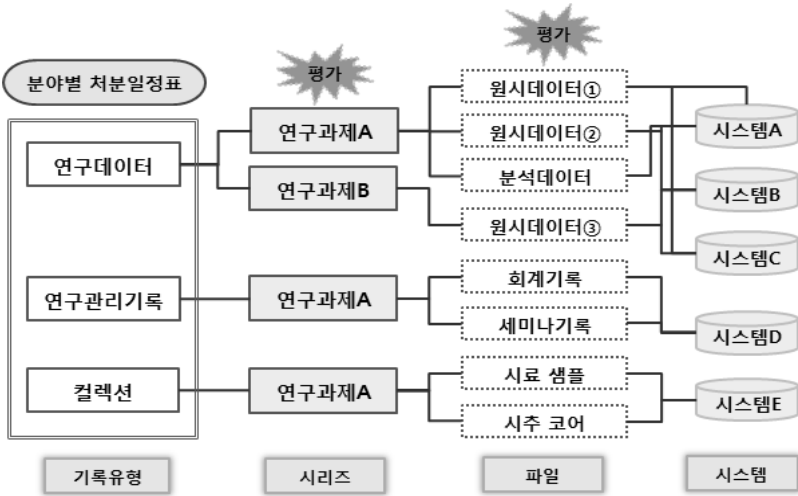 분야별 처분일정표
평가
평가
연구데이터
연구과제A
연구과제B
원시데이터①
원시데이터②
분석데이터
원시데이터③
시스템A
시스템B
시스템C
연구관리기록
연구과제A
회계기록
세미나기록
시스템D
컬렉션
연구과제A
시료 샘플
시추 코어
시스템E
기록유형
시리즈
파일
시스템